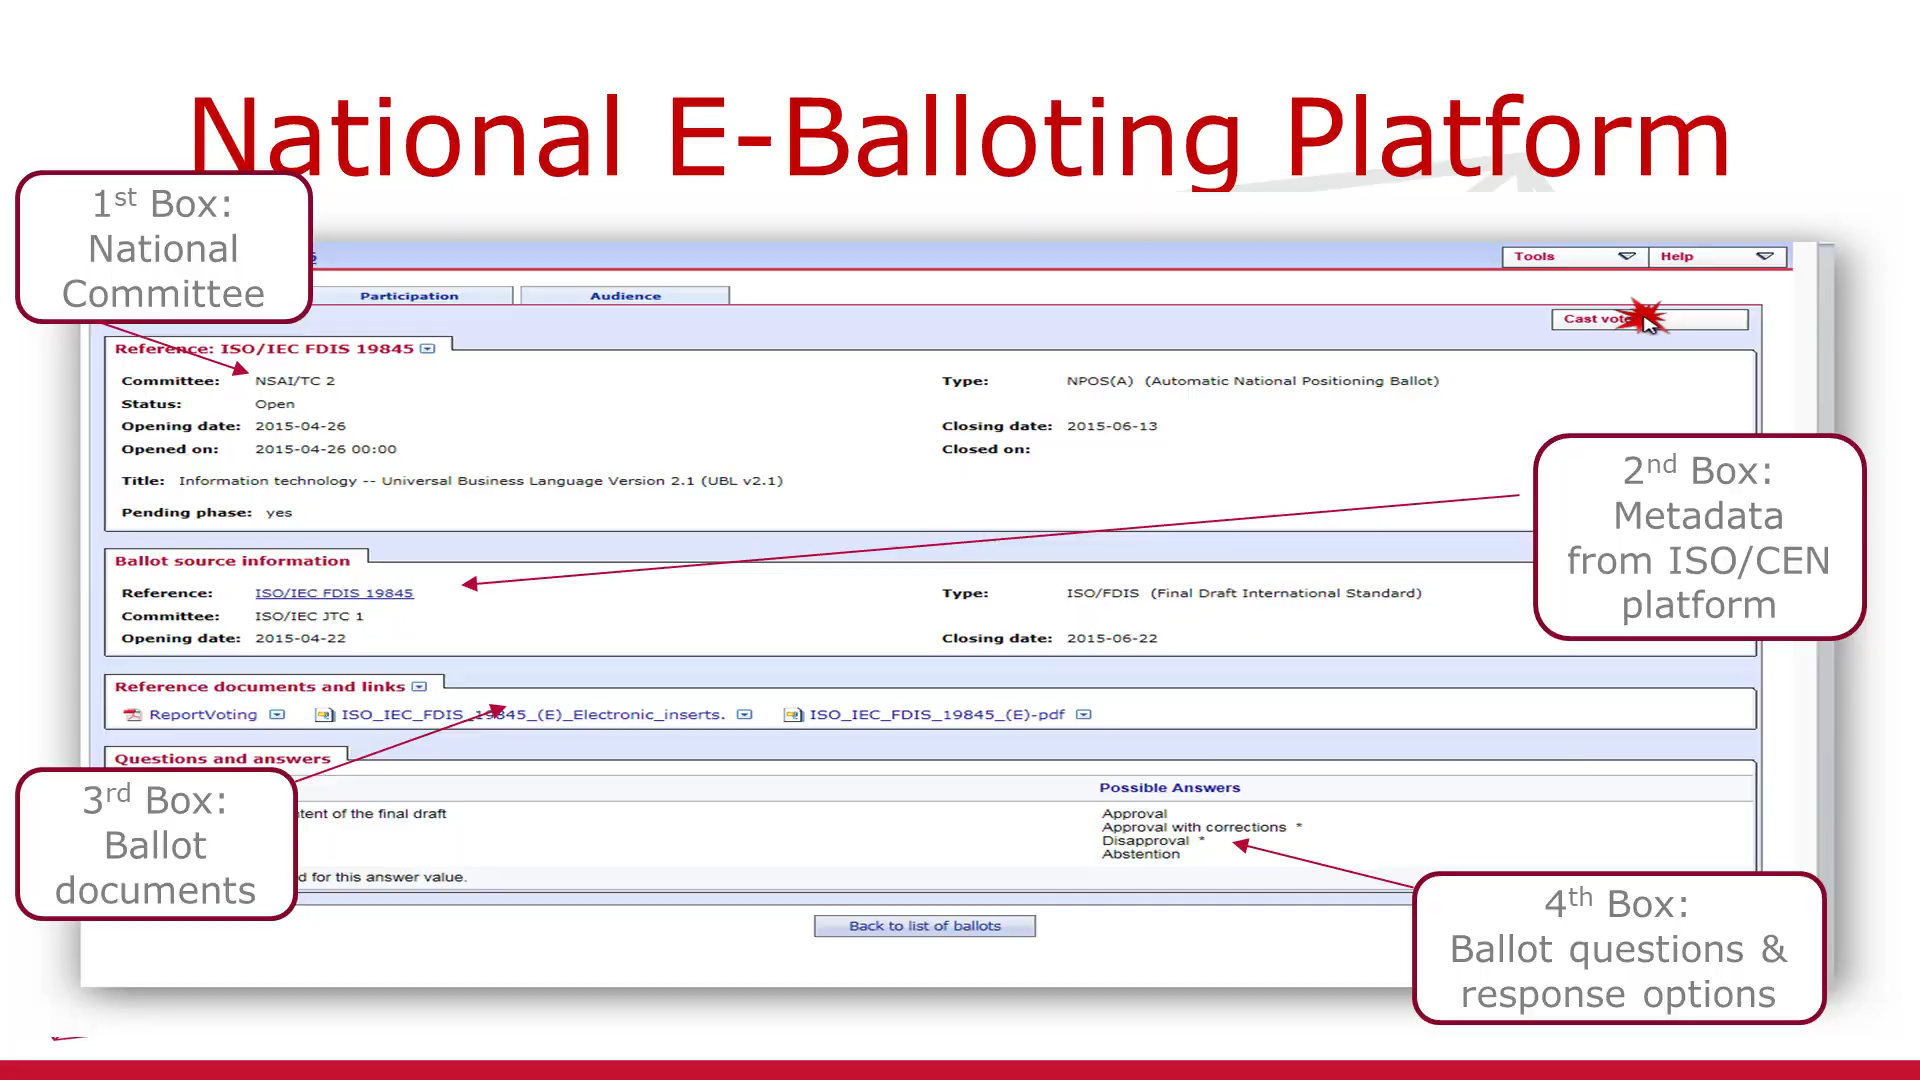 National E-Balloting Platform
1st Box:
National
Committee
Tools
Help
Participation
Audience
Cast vote
Reference: ISO/IEC FDIS 19845
Committee: NSAI/TC 2
Type: NPOS(A) (Automatic National Positioning Ballot)
Status: Open
Opening date: 2015-04-26
Closing date: 2015-06-13
Opened on: 2015-04-26 00:00
Closed on:
Title: Information technology -- Universal Business Language Version 2.1 (UBL v2.1)
Pending phase: yes
2nd Box:
Metadata
from ISO/CEN
platform
Ballot source information
Reference: ISO/IEC FDIS 19845
Type: ISO/FDIS (Final Draft International Standard)
Committee: ISO/IEC JTC 1
Opening date: 2015-04-22
Closing date: 2015-06-22
Reference documents and links
ReportVoting
ISO_IEC_FDIS_19845_(E)_Electronic_inserts.
ISO_IEC_FDIS_19845_(E)-pdf
Questions and answers
3rd Box:
Ballot
documents
Possible Answers
of the final draft
Approval
Approval with corrections *
Disapproval *
Abstention
for this answer value.
Back to list of ballots
4th Box:
Ballot questions &
response options